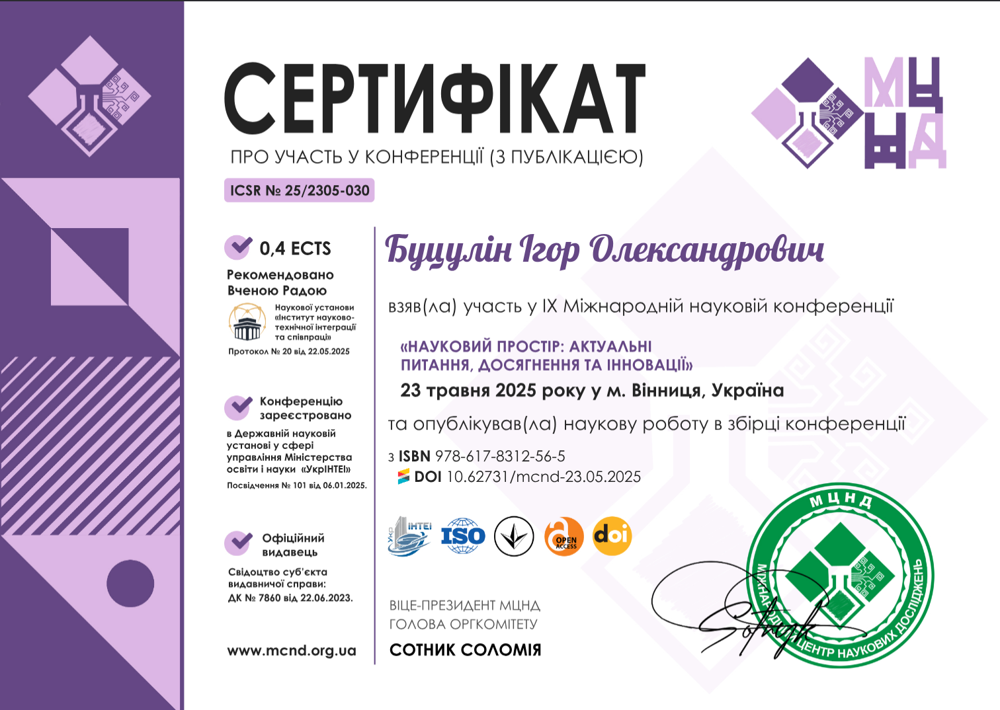 МЦНД
СЕРТИФІКАТ
ПРО УЧАСТЬ У КОНФЕРЕНЦІЇ (З ПУБЛІКАЦІЄЮ)
ICSR № 25/2305-030
0,4 ECTS
Рекомендовано
Вченою Радою
Наукової установи
«Інститут науково-
технічної інтеграції
та співпраці»
Протокол № 20 від 22.05.2025
Конференцію
зареєстровано
в Державній науковій
установі у сфері
управління Міністерства
освіти і науки «УкрІНТЕІ»
Посвідчення № 101 від 06.01.2025.
Офіційний
видавець
Свідоцтво суб'єкта
видавничої справи:
ДК № 7860 від 22.06.2023.
www.mcnd.org.ua
Буцулін Ігор Олександрович
взяв(ла) участь у IX Міжнародній науковій конференції
«НАУКОВИЙ ПРОСТІР: АКТУАЛЬНІ
ПИТАННЯ, ДОСЯГНЕННЯ ТА ІННОВАЦІЇ»
23 травня 2025 року у м. Вінниця, Україна
та опублікував(ла) наукову роботу в збірці конференції
з ISBN 978-617-8312-56-5
DOI 10.62731/mcnd-23.05.2025
Укр ІНТЕІ
ISO
a OPEN ACCESS
doi
ВІЦЕ-ПРЕЗИДЕНТ МЦНД
ГОЛОВА ОРГКОМІТЕТУ
СОТНИК СОЛОМІЯ
МЦНД
МІЖНАРОДНИЙ ЦЕНТР НАУКОВИХ ДОСЛІДЖЕНЬ
Sotnyk